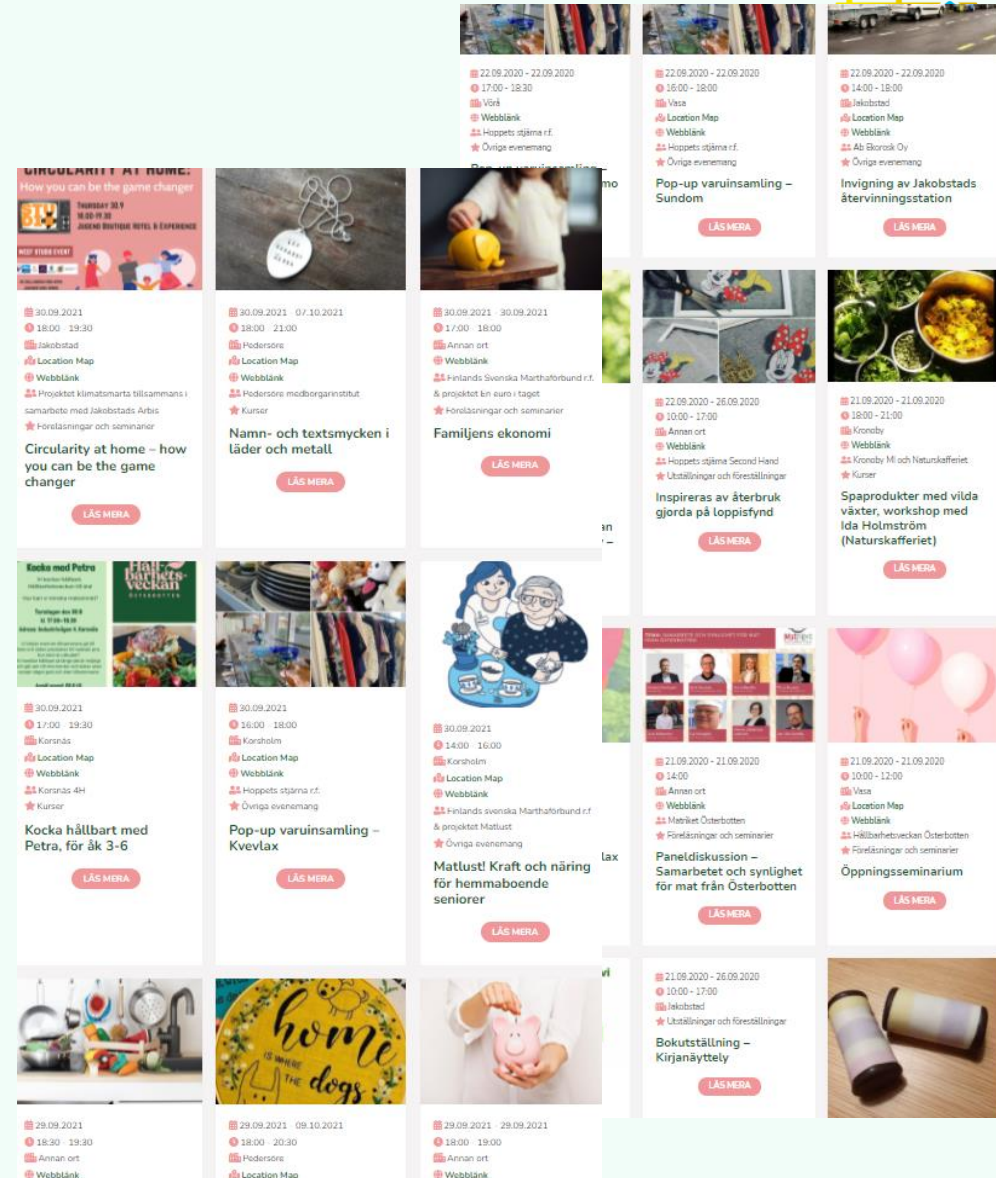 22.09.2020 - 22.09.2020
17:00 - 18:30
Vörå
Webblänk
Hoppets stjärna r.f.
Övriga evenemang
22.09.2020 - 22.09.2020
16:00 - 18:00
Vasa
Location Map
Webblänk
Hoppets stjärna r.f.
Övriga evenemang
Pop-up varuinsamling –
Sundom
LÄS MERA
22.09.2020 - 22.09.2020
14:00 - 18:00
Jakobstad
Location Map
Webblänk
Ab Ekorosk Oy
Övriga evenemang
Invigning av Jakobstads
återvinningsstation
LÄS MERA
CIRCULARITY AT HOME:
How you can be the game changer
THURSDAY 30.9
18.00-19.30
JUGEND BOUTIQUE HOTEL & EXPERIENCE
30.09.2021
18:00 - 19:30
Jakobstad
Location Map
Webblänk
Projektet klimatsmarta tillsammans i
samarbete med Jakobstads Arbis
Föreläsningar och seminarier
Circularity at home – how
you can be the game
changer
LÄS MERA
30.09.2021 - 07.10.2021
18:00 - 21:00
Pedersöre
Location Map
Webblänk
Pedersöre medborgarinstitut
Kurser
Namn- och textsmycken i
läder och metall
LÄS MERA
30.09.2021 - 30.09.2021
17:00 - 18:00
Annan ort
Webblänk
Finlands Svenska Marthaförbund r.f.
& projektet En euro i taget
Föreläsningar och seminarier
Familjens ekonomi
LÄS MERA
22.09.2020 - 26.09.2020
10:00 - 17:00
Annan ort
Webblänk
Hoppets stjärna Second Hand
Utställningar och föreställningar
Inspireras av återbruk
gjorda på loppisfynd
LÄS MERA
21.09.2020 - 21.09.2020
18:00 - 21:00
Kronoby
Webblänk
Kronoby MI och Naturskafferiet
Kurser
Spaprodukter med vilda
växter, workshop med
Ida Holmström
(Naturskafferiet)
LÄS MERA
Kocka med Petra
Håll-
barhets-
veckan
ÖSTERBOTTEN
30.09.2021
17:00 - 19:30
Korsnäs
Location Map
Webblänk
Korsnäs 4H
Kurser
Kocka hållbart med
Petra, för åk 3-6
LÄS MERA
30.09.2021
16:00 - 18:00
Korsholm
Location Map
Webblänk
Hoppets stjärna r.f.
Övriga evenemang
Pop-up varuinsamling –
Kvevlax
LÄS MERA
30.09.2021
14:00 - 16:00
Korsholm
Location Map
Webblänk
Finlands svenska Marthaförbund r.f
& projektet Matlust
Övriga evenemang
Matlust! Kraft och näring
för hemmaboende
seniorer
LÄS MERA
21.09.2020 - 21.09.2020
14:00
Annan ort
Webblänk
Matriket Österbotten
Föreläsningar och seminarier
Paneldiskussion –
Samarbetet och synlighet
för mat från Österbotten
LÄS MERA
21.09.2020 - 21.09.2020
10:00 - 12:00
Vasa
Location Map
Webblänk
Hållbarhetsveckan Österbotten
Föreläsningar och seminarier
Öppningsseminarium
LÄS MERA
21.09.2020 - 26.09.2020
10:00 - 17:00
Jakobstad
Utställningar och föreställningar
Bokutställning –
Kirjanäyttely
LÄS MERA
home
IS WHERE
THE dogs
29.09.2021
18:30 - 19:30
Annan ort
Webblänk
29.09.2021 - 09.10.2021
18:00 - 20:30
Pedersöre
Location Map
29.09.2021 - 29.09.2021
18:00 - 19:00
Annan ort
Webblänk